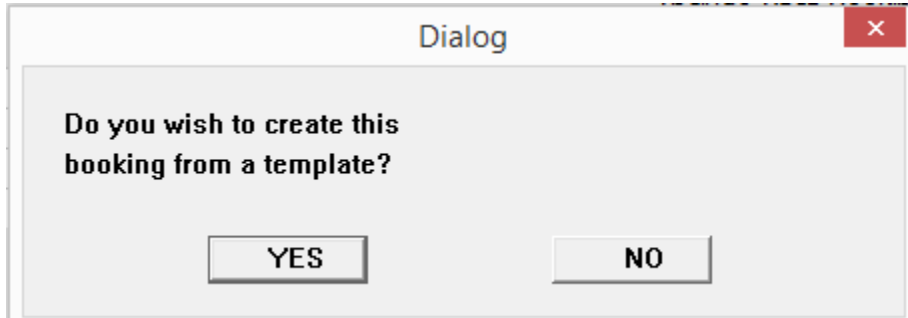 Dialog
Do you wish to create this
booking from a template?
YES NO